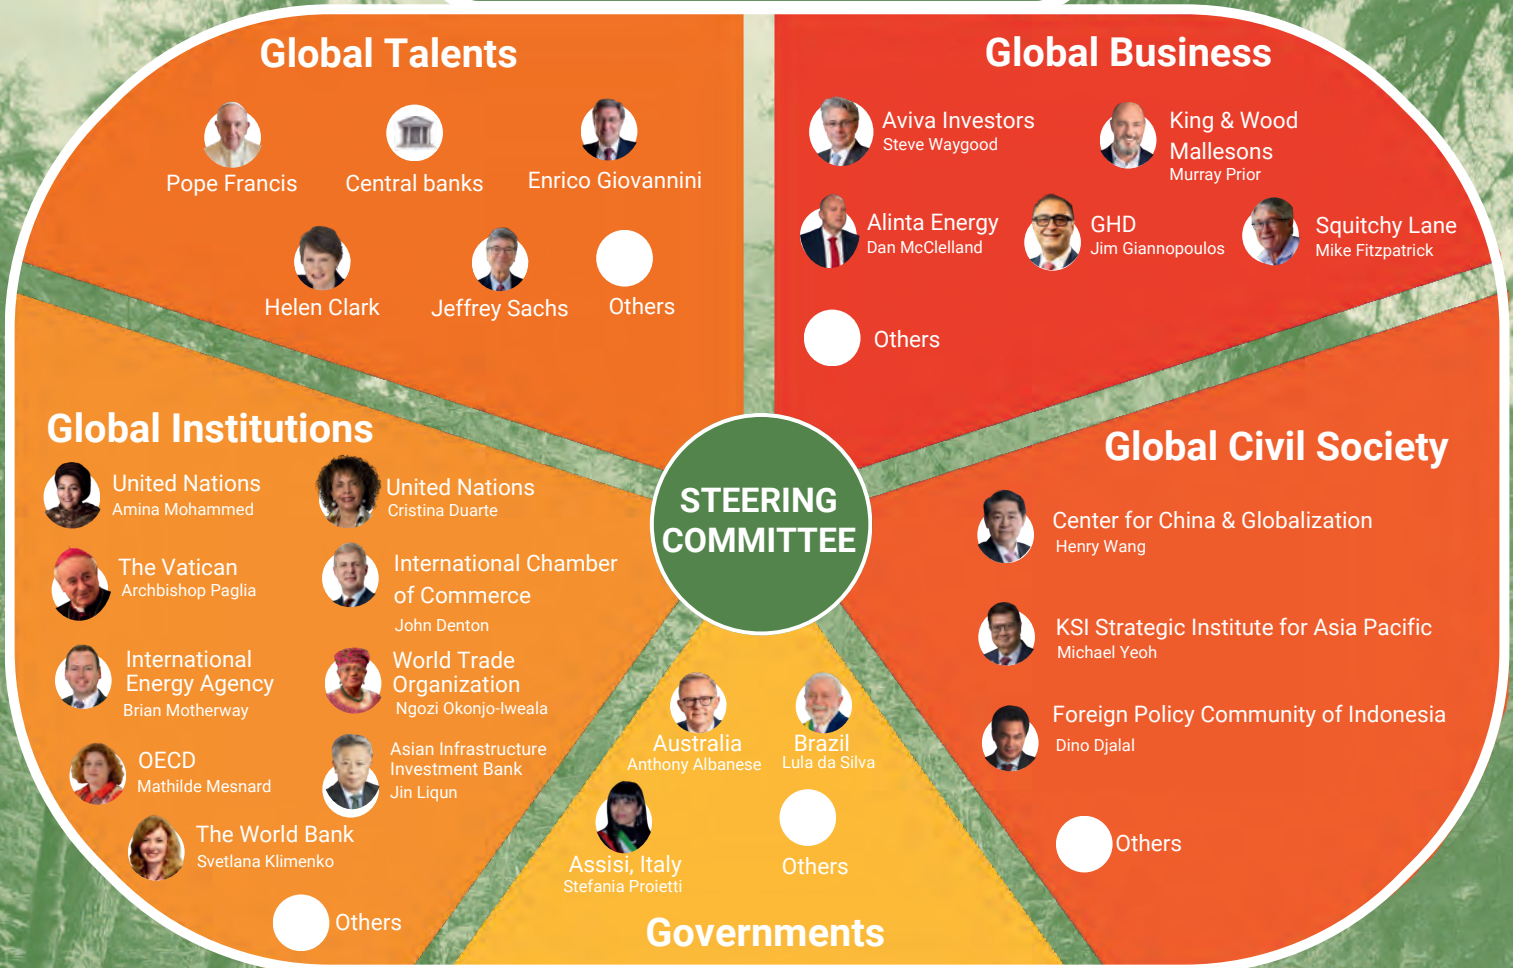 Global Talents
Pope Francis
Central banks
Enrico Giovannini
Helen Clark
Jeffrey Sachs
Others
Global Business
Aviva Investors
Steve Waygood
King & Wood
Mallesons
Murray Prior
Alinta Energy
Dan McClelland
GHD
Jim Giannopoulos
Squitchy Lane
Mike Fitzpatrick
Others
Global Institutions
United Nations
Amina Mohammed
United Nations
Cristina Duarte
The Vatican
Archbishop Paglia
International Chamber
of Commerce
John Denton
International
Energy Agency
Brian Motherway
World Trade
Organization
Ngozi Okonjo-Iweala
OECD
Mathilde Mesnard
Asian Infrastructure
Investment Bank
Jin Liqun
The World Bank
Svetlana Klimenko
Others
STEERING
COMMITTEE
Global Civil Society
Center for China & Globalization
Henry Wang
KSI Strategic Institute for Asia Pacific
Michael Yeoh
Foreign Policy Community of Indonesia
Dino Djalal
Others
Australia
Anthony Albanese
Brazil
Lula da Silva
Assisi, Italy
Stefania Proietti
Others
Governments